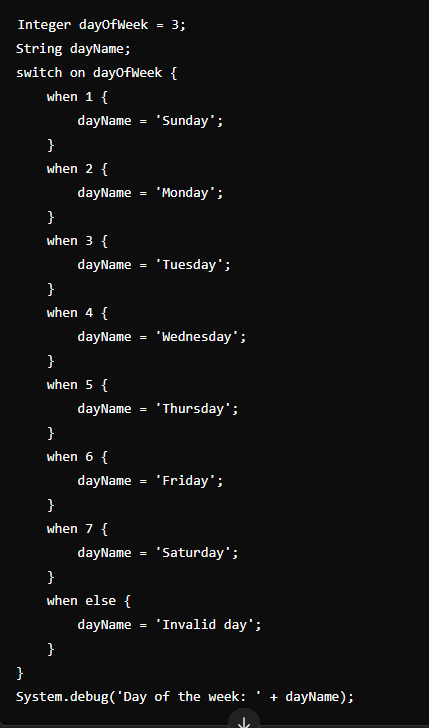 Integer dayOfWeek = 3;
String dayName;
switch on dayOfWeek {
    when 1 {
        dayName = 'Sunday';
    }
    when 2 {
        dayName = 'Monday';
    }
    when 3 {
        dayName = 'Tuesday';
    }
    when 4 {
        dayName = 'Wednesday';
    }
    when 5 {
        dayName = 'Thursday';
    }
    when 6 {
        dayName = 'Friday';
    }
    when 7 {
        dayName = 'Saturday';
    }
    when else {
        dayName = 'Invalid day';
    }
}
System.debug('Day of the week: ' + dayName);